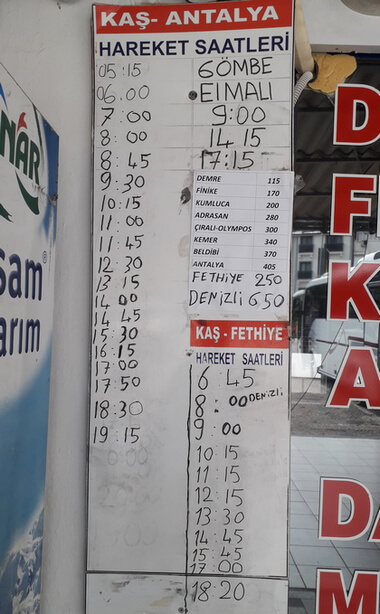 KAŞ- ANTALYA
HAREKET SAATLERİ
05:15
06.00
7:00
8:00
8:45
9:30
10:15
11:00
11:45
12:30
13:15
14:00
14:45
15:30
16:15
17:00
17:50
18:30
19:15
GÖMBE
ElMALI
9:00
14.15
17:15
DEMRE 115
FİNİKE 170
KUMLUCA 200
ADRASAN 280
ÇIRALI-OLYMPOS 300
KEMER 340
BELDİBİ 370
ANTALYA 405
FETHİYE 250
DENİZLİ 650
KAŞ - FETHİYE
HAREKET SAATLERİ
6:45
8:00 DENİZLİ
9:00
10:15
11:15
12:15
13:30
14:45
15:45
17:00
18:20
NAR
sam
arım
D
F
K
A
DA
M